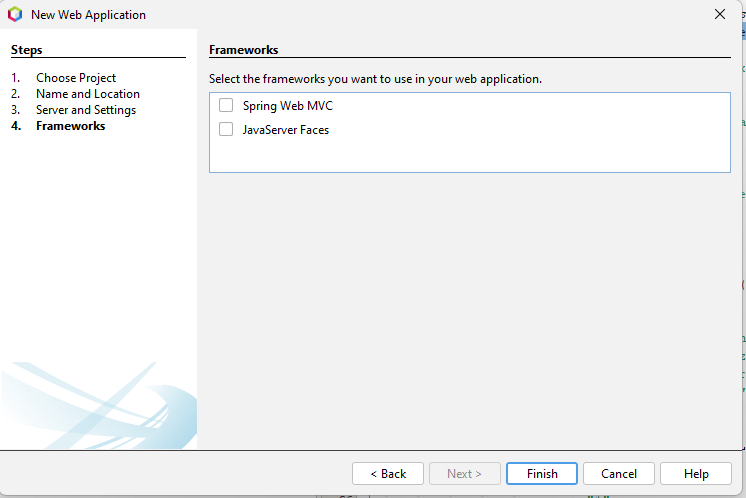 New Web Application
Steps
1. Choose Project
2. Name and Location
3. Server and Settings
4. Frameworks
Frameworks
Select the frameworks you want to use in your web application.
Spring Web MVC
JavaServer Faces
< Back
Next >
Finish
Cancel
Help